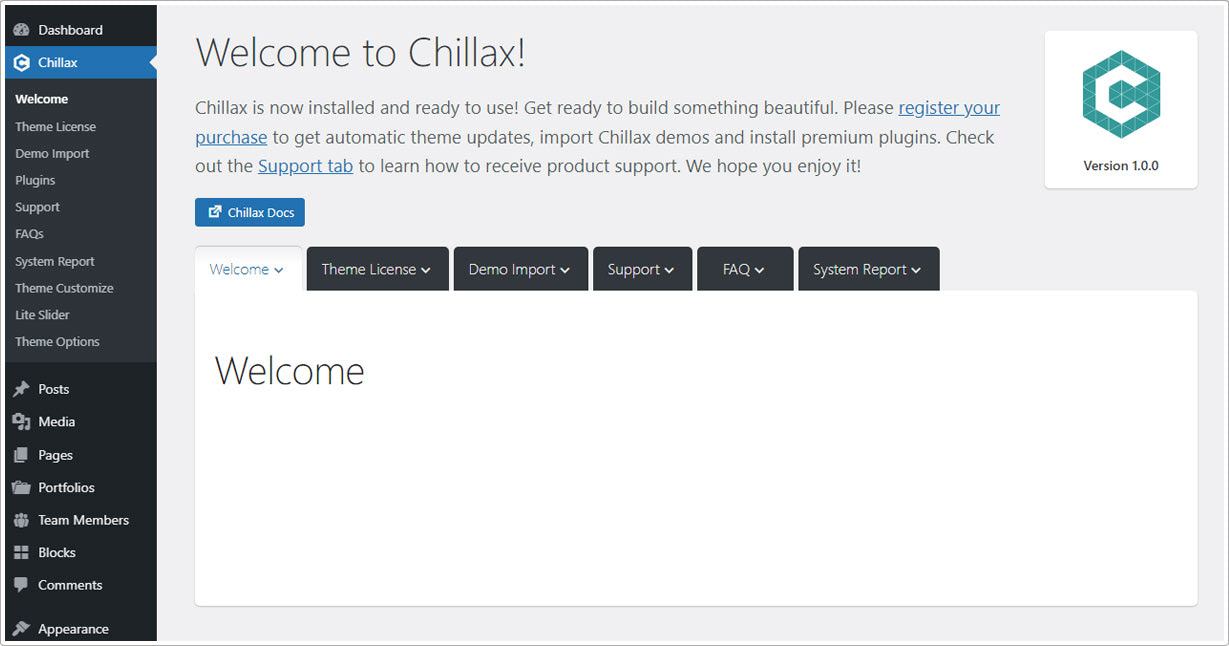 Dashboard
Chillax
Welcome
Theme License
Demo Import
Plugins
Support
FAQs
System Report
Theme Customize
Lite Slider
Theme Options
Posts
Media
Pages
Portfolios
Team Members
Blocks
Comments
Appearance
Welcome to Chillax!
Chillax is now installed and ready to use! Get ready to build something beautiful. Please register your
purchase to get automatic theme updates, import Chillax demos and install premium plugins. Check
out the Support tab to learn how to receive product support. We hope you enjoy it!
Version 1.0.0
Chillax Docs
Welcome
Theme License
Demo Import
Support
FAQ
System Report
Welcome